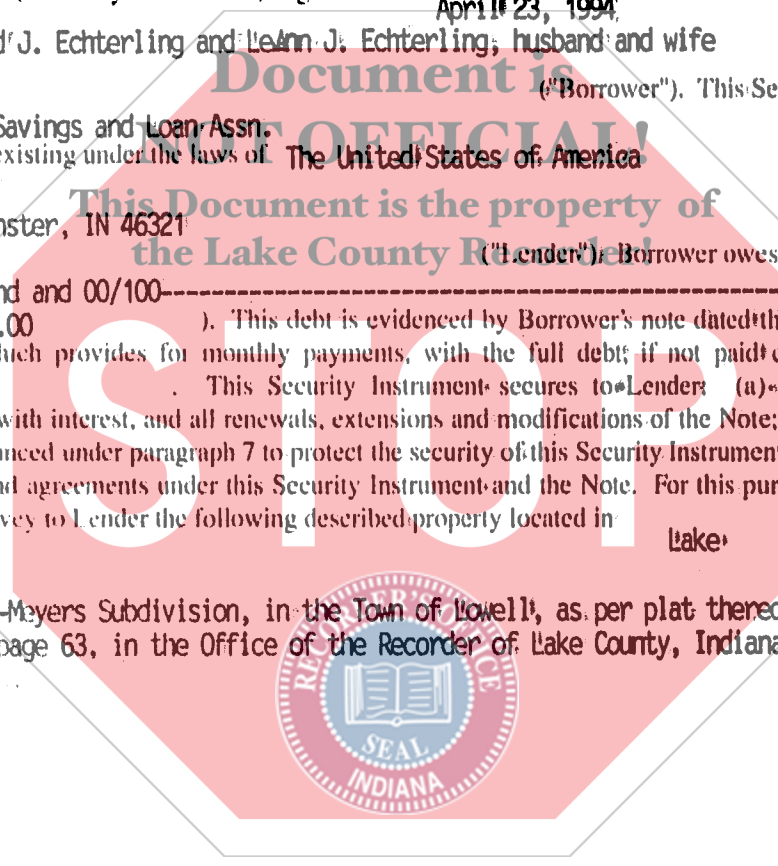 April 23, 1994
J. Echterling and LeAnn J. Echterling, husband and wife
Document is
("Borrower"). This Se
Savings and Loan Assn.
NOT OFFICIAL!
existing under the laws of The United States of America
This Document is the property of
nster, IN 46321
the Lake County Recorder!
("Lender"). Borrower owes
nd and 00/100
.00 ). This debt is evidenced by Borrower's note dated th
hich provides for monthly payments, with the full debt, if not paid
. This Security Instrument secures to Lender: (a)
with interest, and all renewals, extensions and modifications of the Note;
nced under paragraph 7 to protect the security of this Security Instrument
nd agreements under this Security Instrument and the Note. For this pur
vey to Lender the following described property located in
Lake
STOP
-Meyers Subdivision, in the Town of Lowell, as per plat thereo
page 63, in the Office of the Recorder of Lake County, Indiana
RECORDER'S OFFICE
SEAL
INDIANA